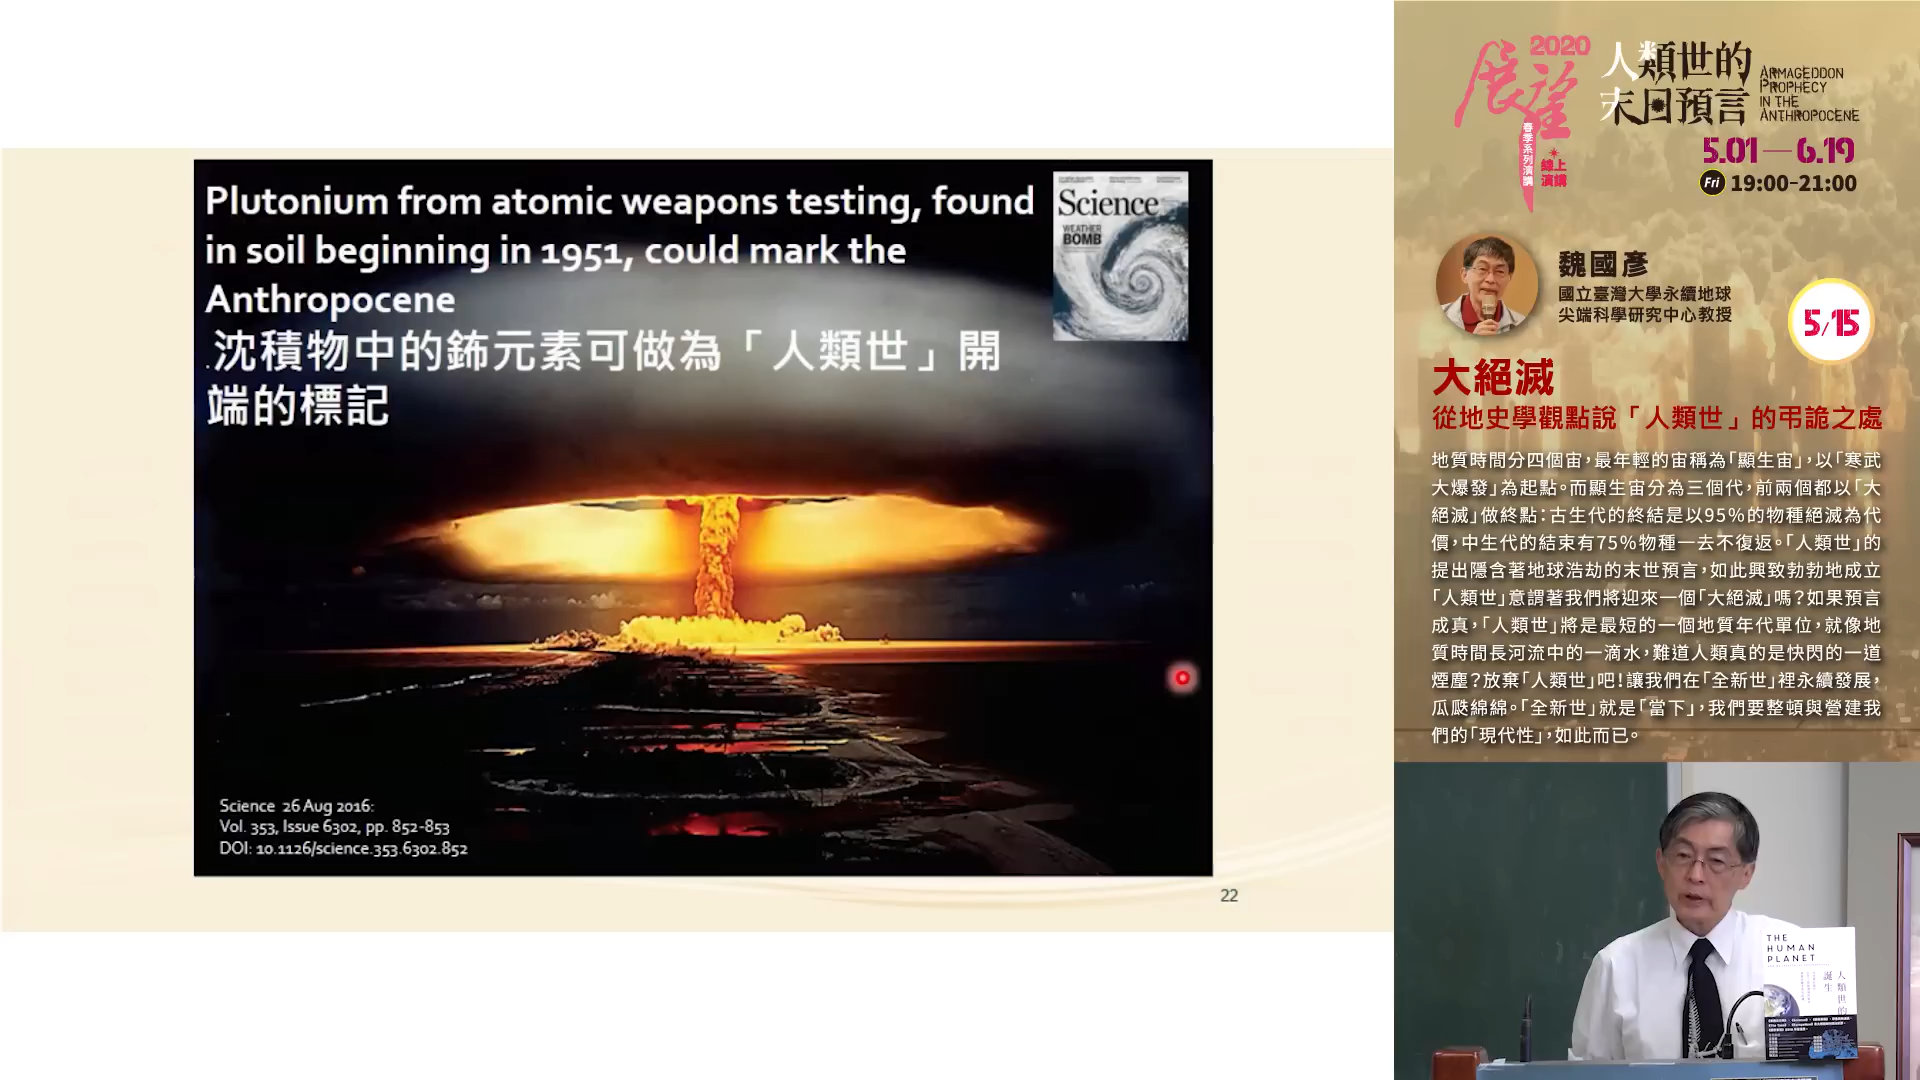 Plutonium from atomic weapons testing, found
in soil beginning in 1951, could mark the
Anthropocene
.沈積物中的鈽元素可做為「人類世」開
端的標記
Science
WEATHER
BOMB
Science 26 Aug 2016:
Vol. 353, Issue 6302, pp. 852-853
DOI: 10.1126/science.353.6302.852
22
2020
展望
春季系列演講
線上
演講
人類世的
末日預言
ARMAGEDDON
PROPHECY
IN THE
ANTHROPOCENE
5.01—6.19
Fri 19:00-21:00
魏國彥
國立臺灣大學永續地球
尖端科學研究中心教授
5/15
大絕滅
從地史學觀點說「人類世」的弔詭之處
地質時間分四個宙，最年輕的宙稱為「顯生宙」，以「寒武
大爆發」為起點。而顯生宙分為三個代，前兩個都以「大
絕滅」做終點：古生代的終結是以95%的物種絕滅為代
價，中生代的結束有75%物種一去不復返。「人類世」的
提出隱含著地球浩劫的末世預言，如此興致勃勃地成立
「人類世」意謂著我們將迎來一個「大絕滅」嗎？如果預言
成真，「人類世」將是最短的一個地質年代單位，就像地
質時間長河流中的一滴水，難道人類真的是快閃的一道
煙塵？放棄「人類世」吧！讓我們在「全新世」裡永續發展，
瓜瓞綿綿。「全新世」就是「當下」，我們要整頓與營建我
們的「現代性」，如此而已。
THE
HUMAN
PLANET
人類世的
誕生